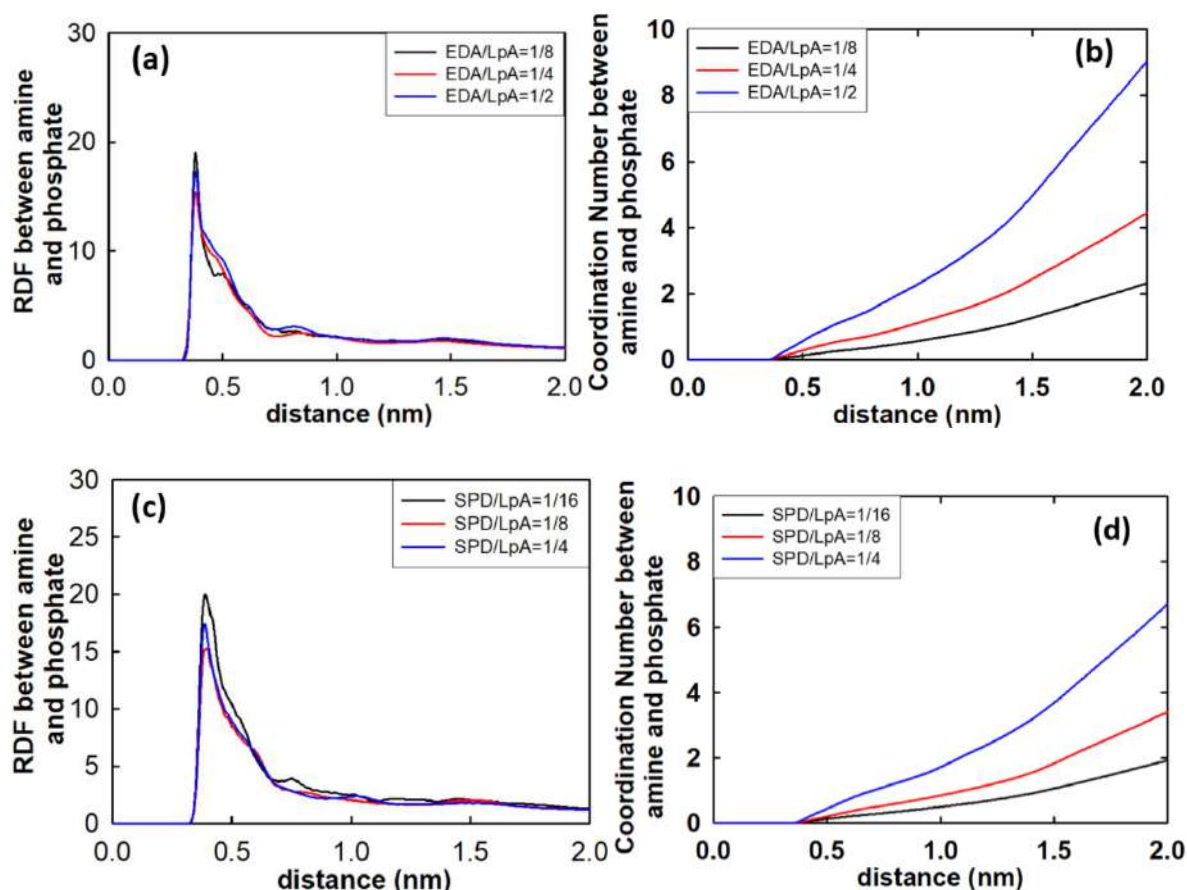 (a)
30
20
10
0
RDF between amine
and phosphate
EDA/LpA=1/8
EDA/LpA=1/4
EDA/LpA=1/2
0.0 0.5 1.0 1.5 2.0
distance (nm)
(b)
10
8
6
4
2
0
Coordination Number between
amine and phosphate
EDA/LpA=1/8
EDA/LpA=1/4
EDA/LpA=1/2
0.0 0.5 1.0 1.5 2.0
distance (nm)
(c)
30
25
20
15
10
5
0
RDF between amine
and phosphate
SPD/LpA=1/16
SPD/LpA=1/8
SPD/LpA=1/4
0.0 0.5 1.0 1.5 2.0
distance (nm)
(d)
10
8
6
4
2
0
Coordination Number between
amine and phosphate
SPD/LpA=1/16
SPD/LpA=1/8
SPD/LpA=1/4
0.0 0.5 1.0 1.5 2.0
distance (nm)